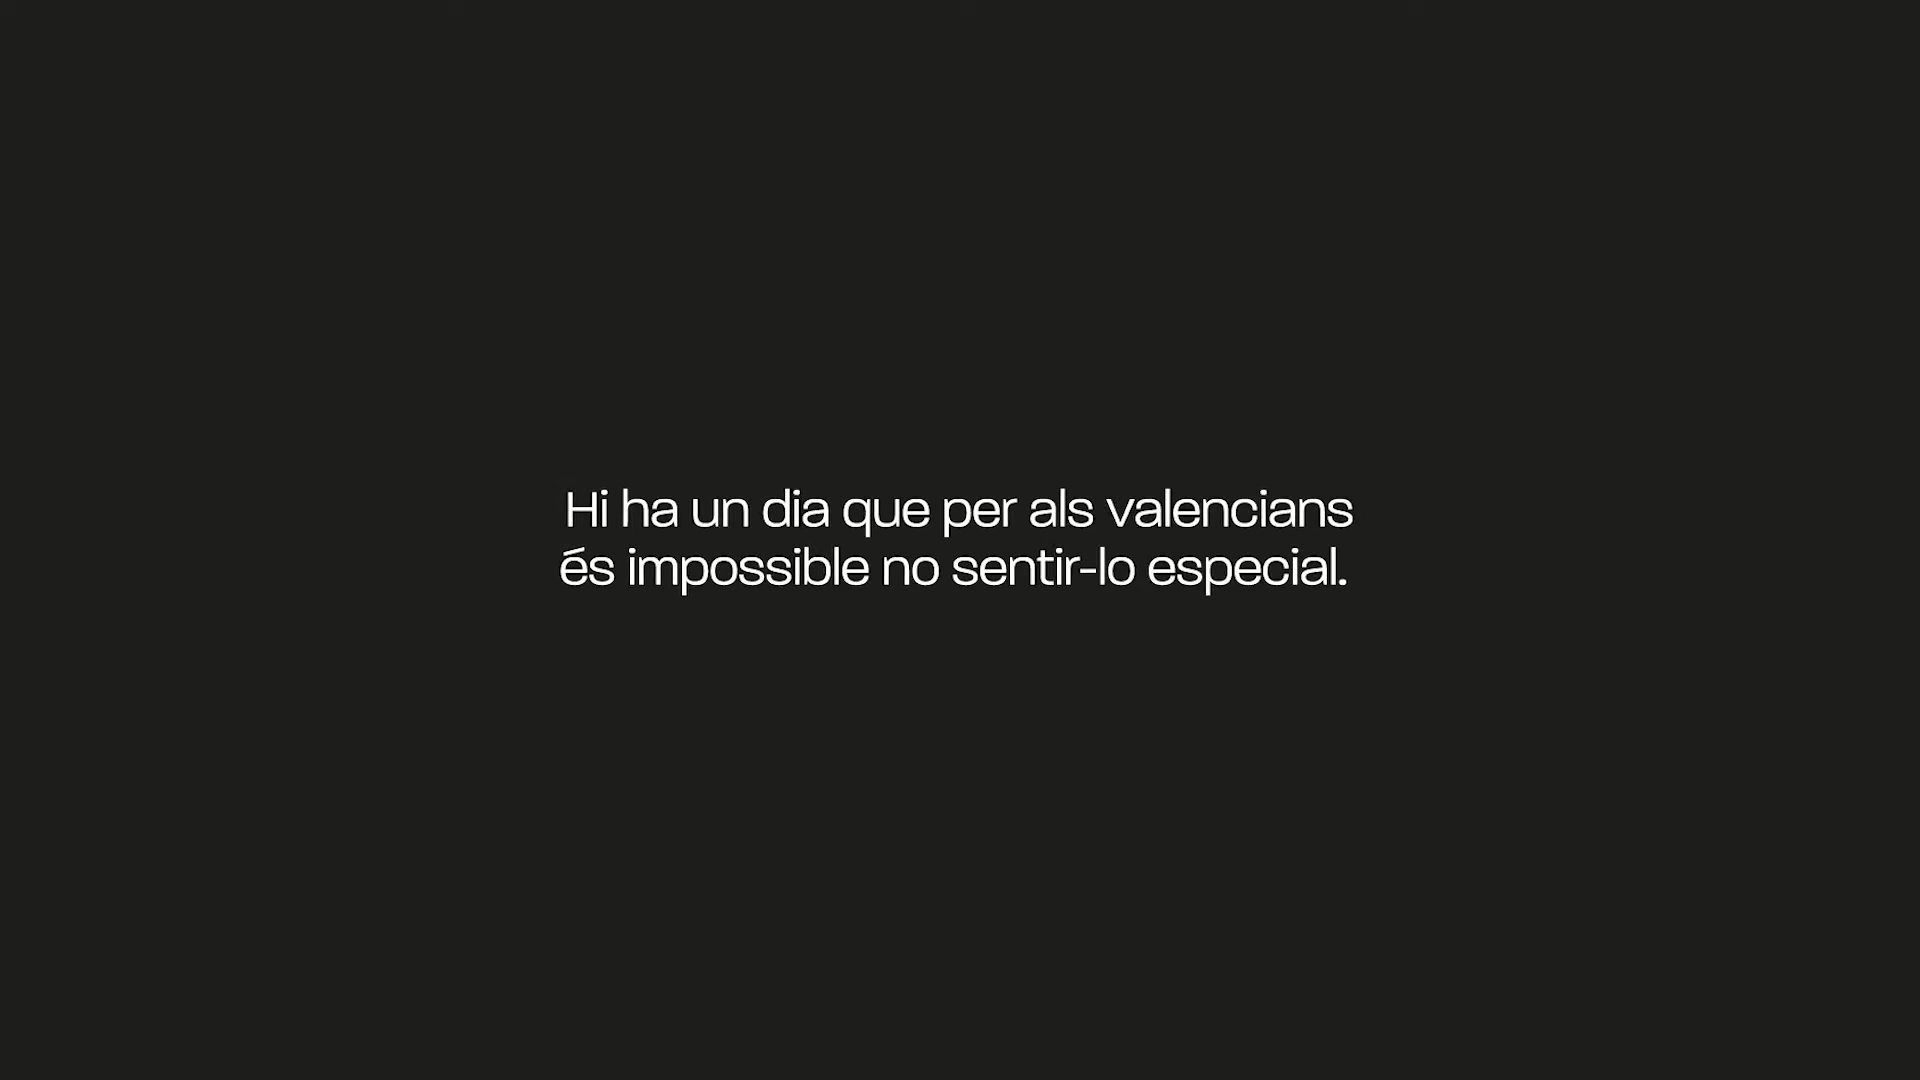 Hi ha un dia que per als valencians
és impossible no sentir-lo especial.